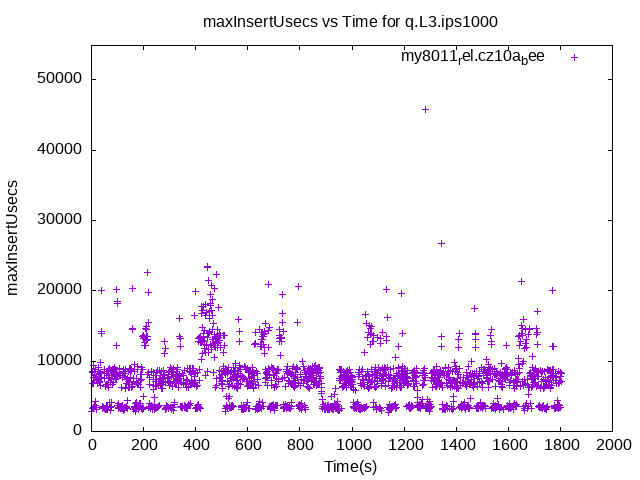 maxInsertUsecs vs Time for q.L3.ips1000
my8011rel.cz10abee
maxInsertUsecs
50000
40000
30000
20000
10000
0
0 200 400 600 800 1000 1200 1400 1600 1800 2000
Time(s)